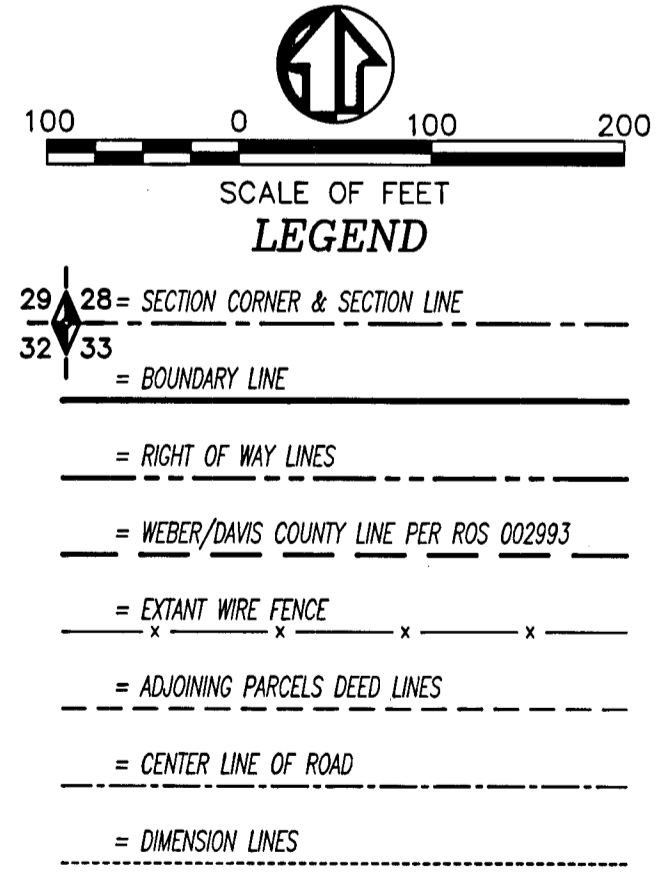 100 0 100 200
SCALE OF FEET
LEGEND
29 28 = SECTION CORNER & SECTION LINE
32 33
= BOUNDARY LINE
= RIGHT OF WAY LINES
= WEBER/DAVIS COUNTY LINE PER ROS 002993
= EXTANT WIRE FENCE
x x x x
= ADJOINING PARCELS DEED LINES
= CENTER LINE OF ROAD
= DIMENSION LINES